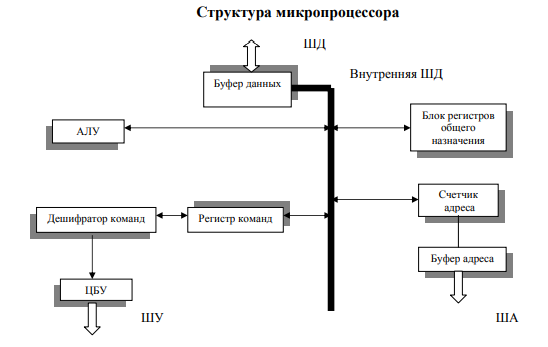 Структура микропроцессора
ШД
Буфер данных
Внутренняя ШД
АЛУ
Блок регистров
общего
назначения
Дешифратор команд
Регистр команд
Счетчик
адреса
ЦБУ
Буфер адреса
ШУ
ША